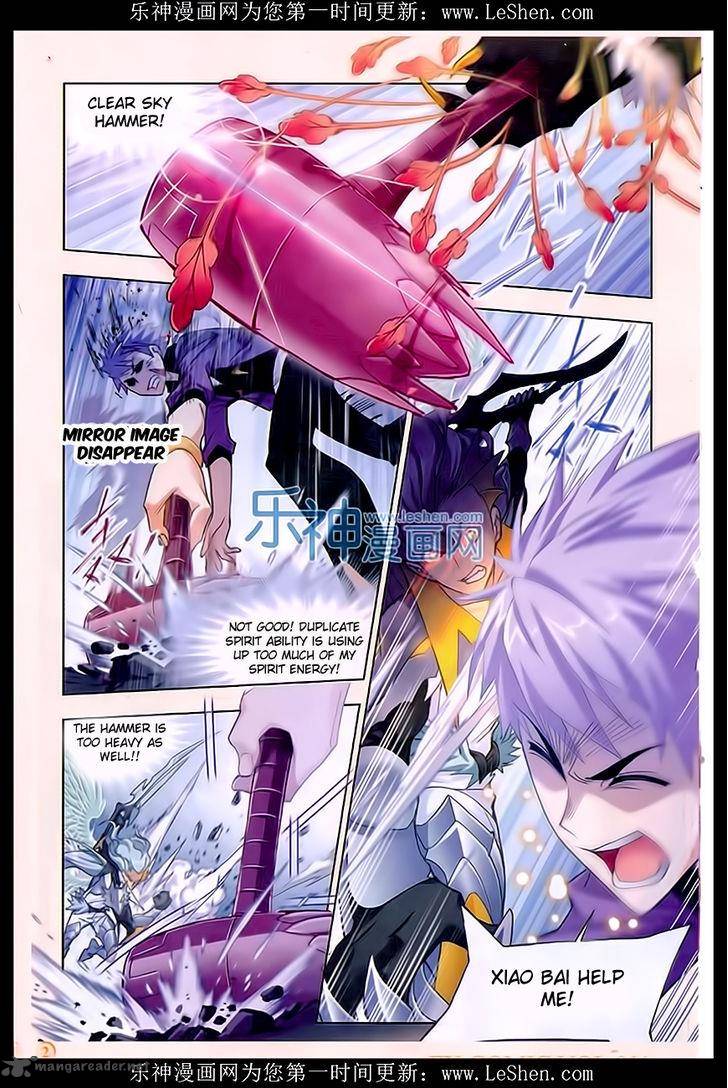 乐神漫画网为您第一时间更新：www.LeShen.com
CLEAR SKY
HAMMER!
MIRROR IMAGE
DISAPPEAR
乐神漫画网
www.leshen.com
NOT GOOD! DUPLICATE
SPIRIT ABILITY IS USING
UP TOO MUCH OF MY
SPIRIT ENERGY!
THE HAMMER IS
TOO HEAVY AS
WELL!!
XIAO BAI HELP
ME!
2
mangareader.net
乐神漫画网为您第一时间更新：www.LeShen.com